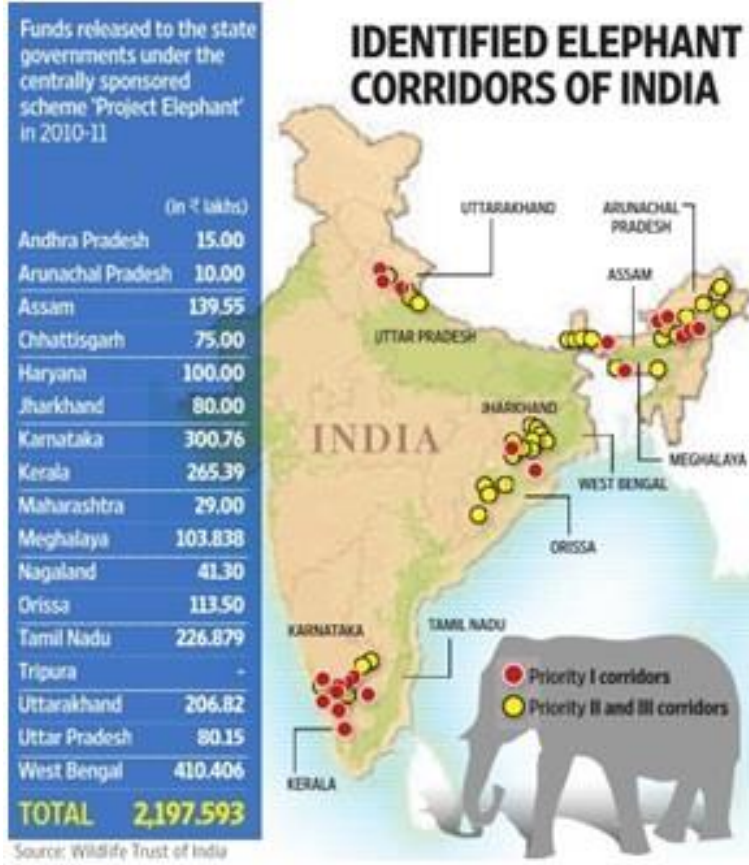 Funds released to the state
governments under the
centrally sponsored
scheme 'Project Elephant'
in 2010-11
(in ₹ lakhs)
Andhra Pradesh 15.00
Arunachal Pradesh 10.00
Assam 139.55
Chhattisgarh 75.00
Haryana 100.00
Jharkhand 80.00
Karnataka 300.76
Kerala 265.39
Maharashtra 29.00
Meghalaya 103.838
Nagaland 41.30
Orissa 113.50
Tamil Nadu 226.879
Tripura -
Uttarakhand 206.82
Uttar Pradesh 80.15
West Bengal 410.406
TOTAL 2,197.593
Source: Wildlife Trust of India
IDENTIFIED ELEPHANT
CORRIDORS OF INDIA
UTTARAKHAND
ARUNACHAL
PRADESH
ASSAM
UTTAR PRADESH
JHARKHAND
INDIA
MEGHALAYA
WEST BENGAL
ORISSA
KARNATAKA
TAMIL NADU
KERALA
Priority I corridors
Priority II and III corridors